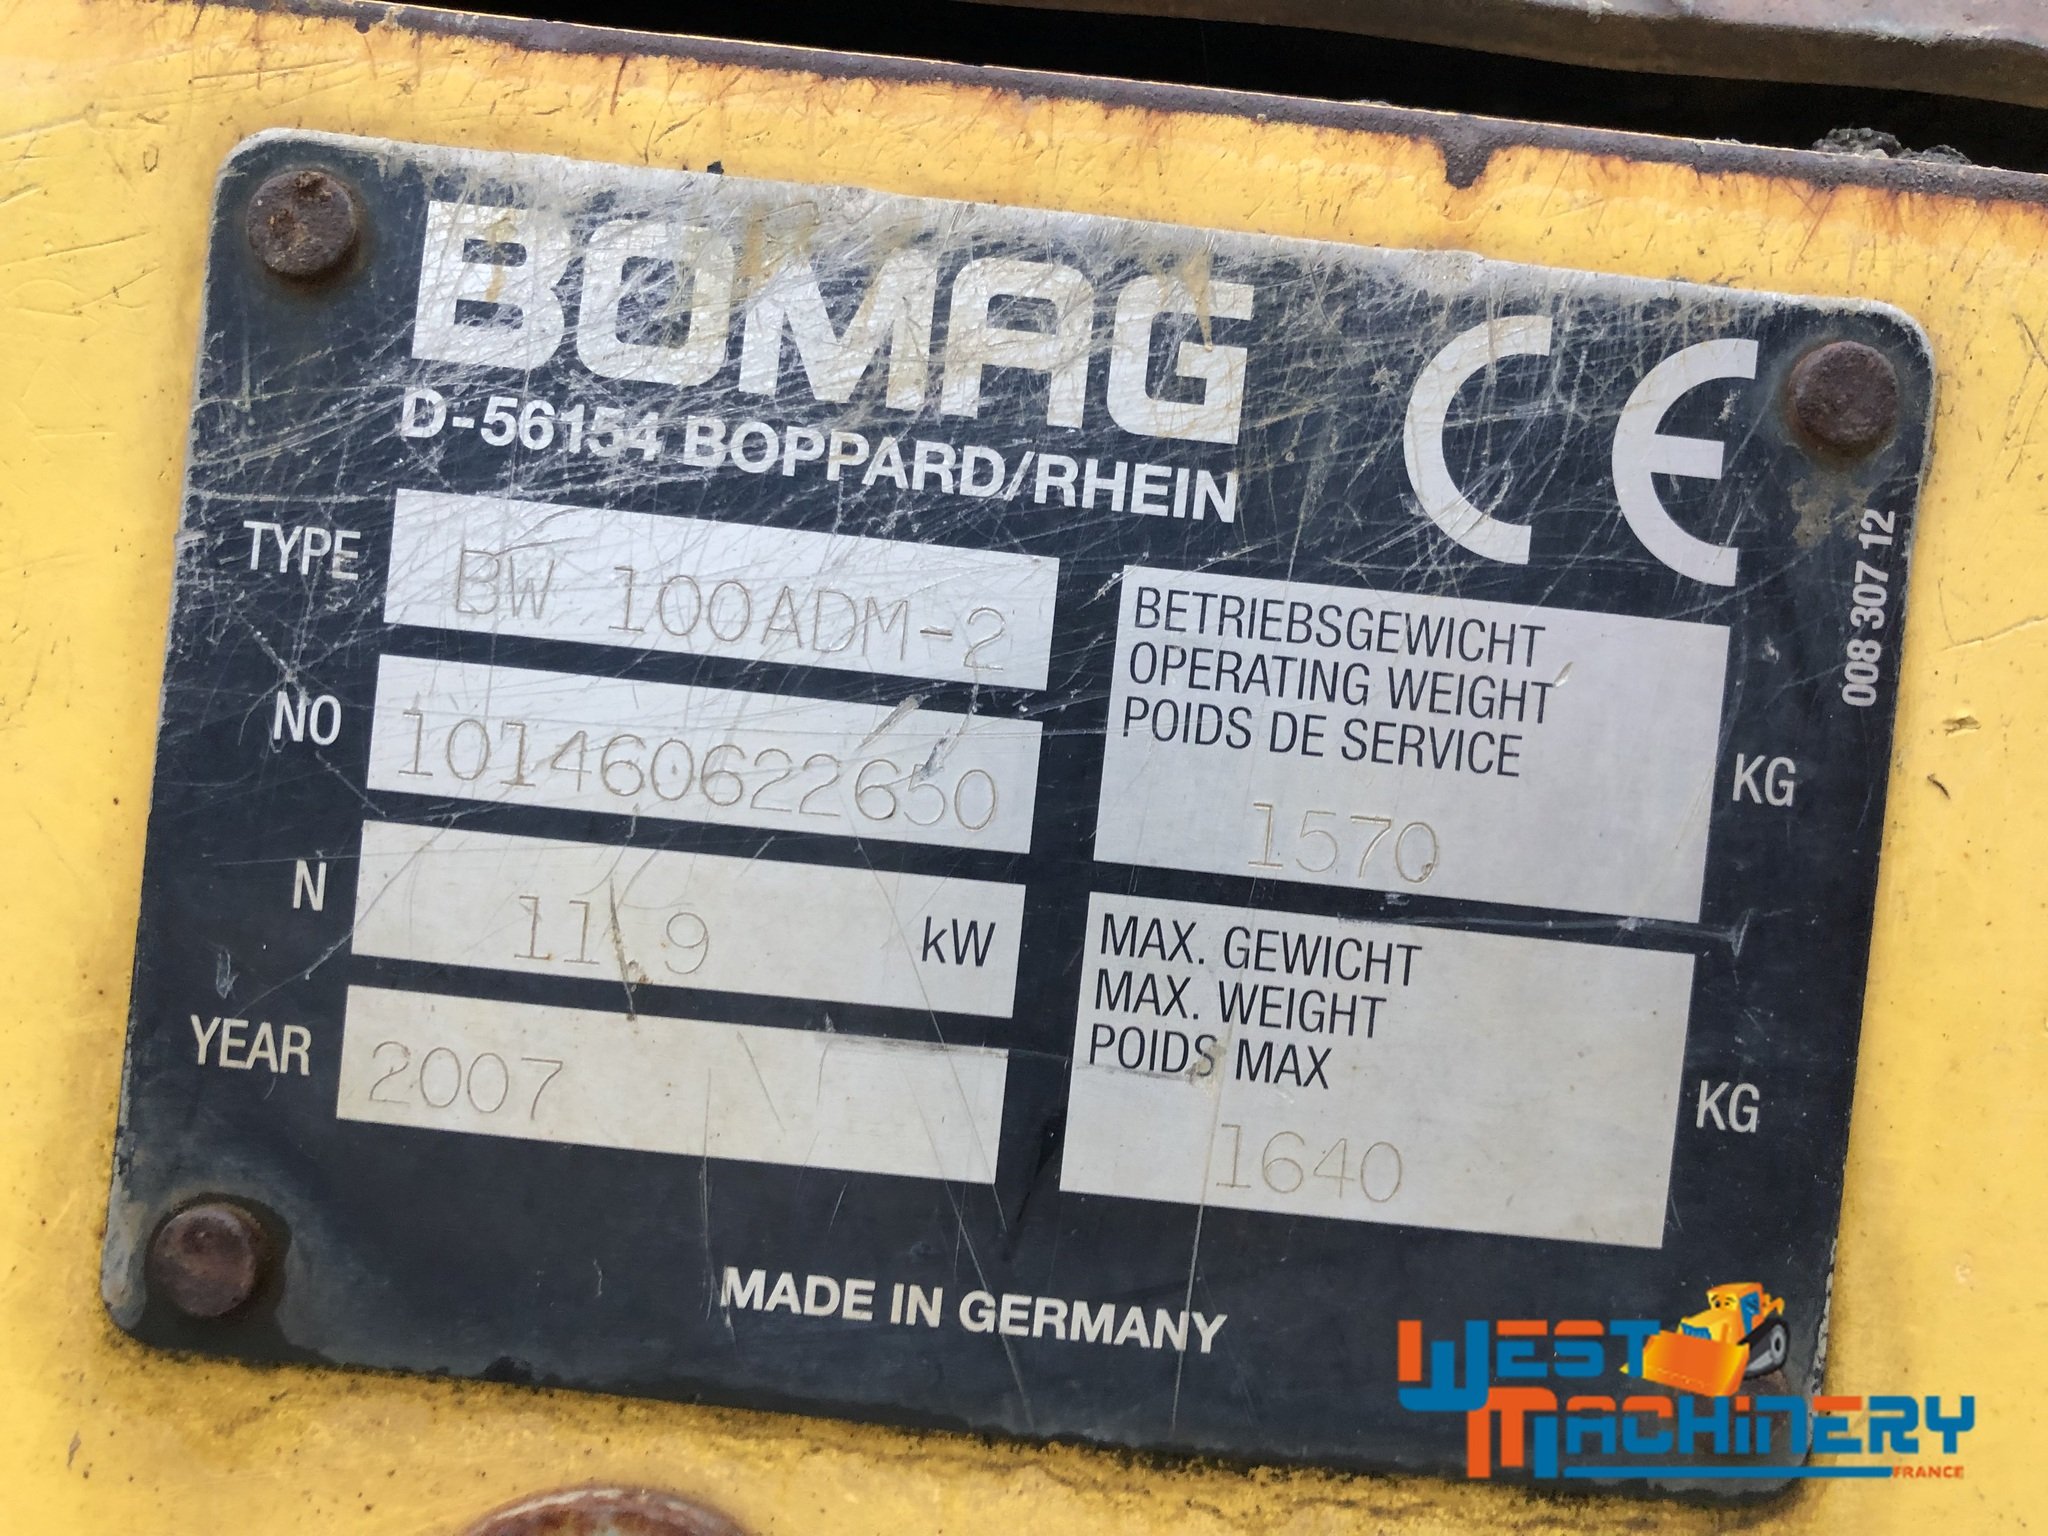 BOMAG
CE
D-56154 BOPPARD/RHEIN
TYPE BW 100ADM-2
NO 101460622650
N 11.9 kW
YEAR 2007
BETRIEBSGEWICHT
OPERATING WEIGHT
POIDS DE SERVICE
1570 KG
MAX. GEWICHT
MAX. WEIGHT
POIDS MAX
1640 KG
008 307 12
MADE IN GERMANY
WEST
MACHINERY
FRANCE